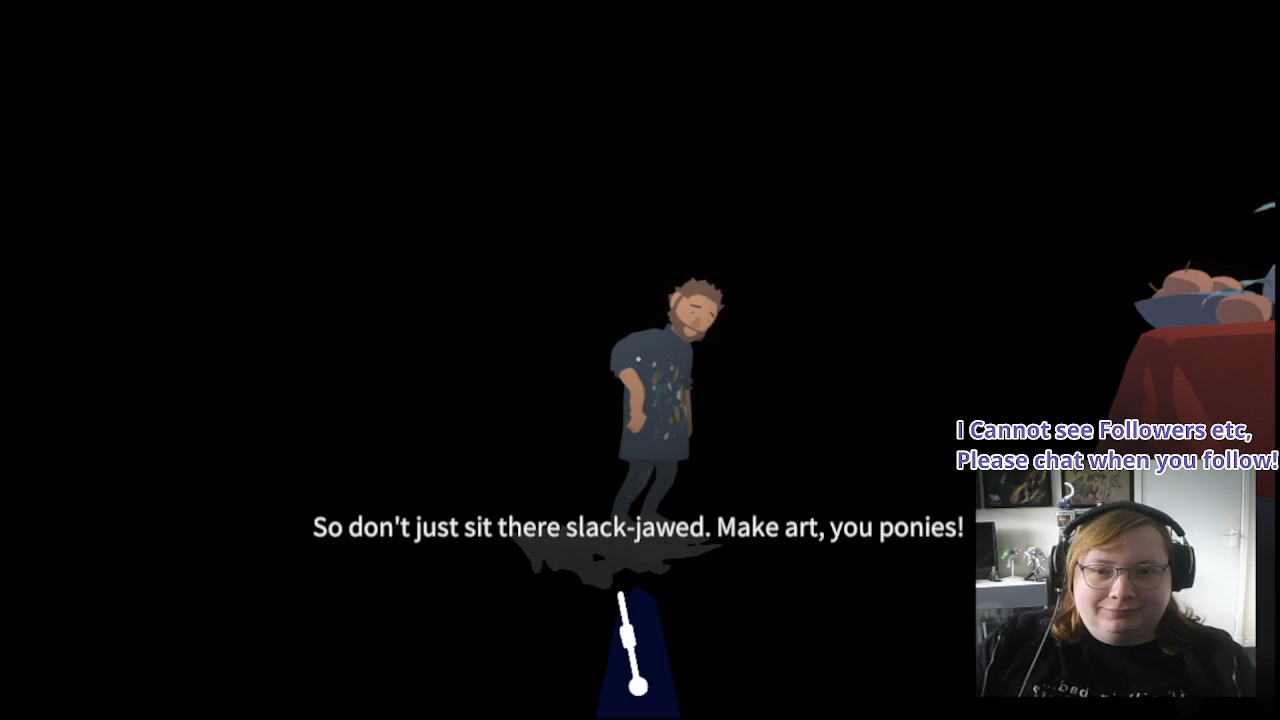 I Cannot see Followers etc,
Please chat when you follow!
So don't just sit there slack-jawed. Make art, you ponies!